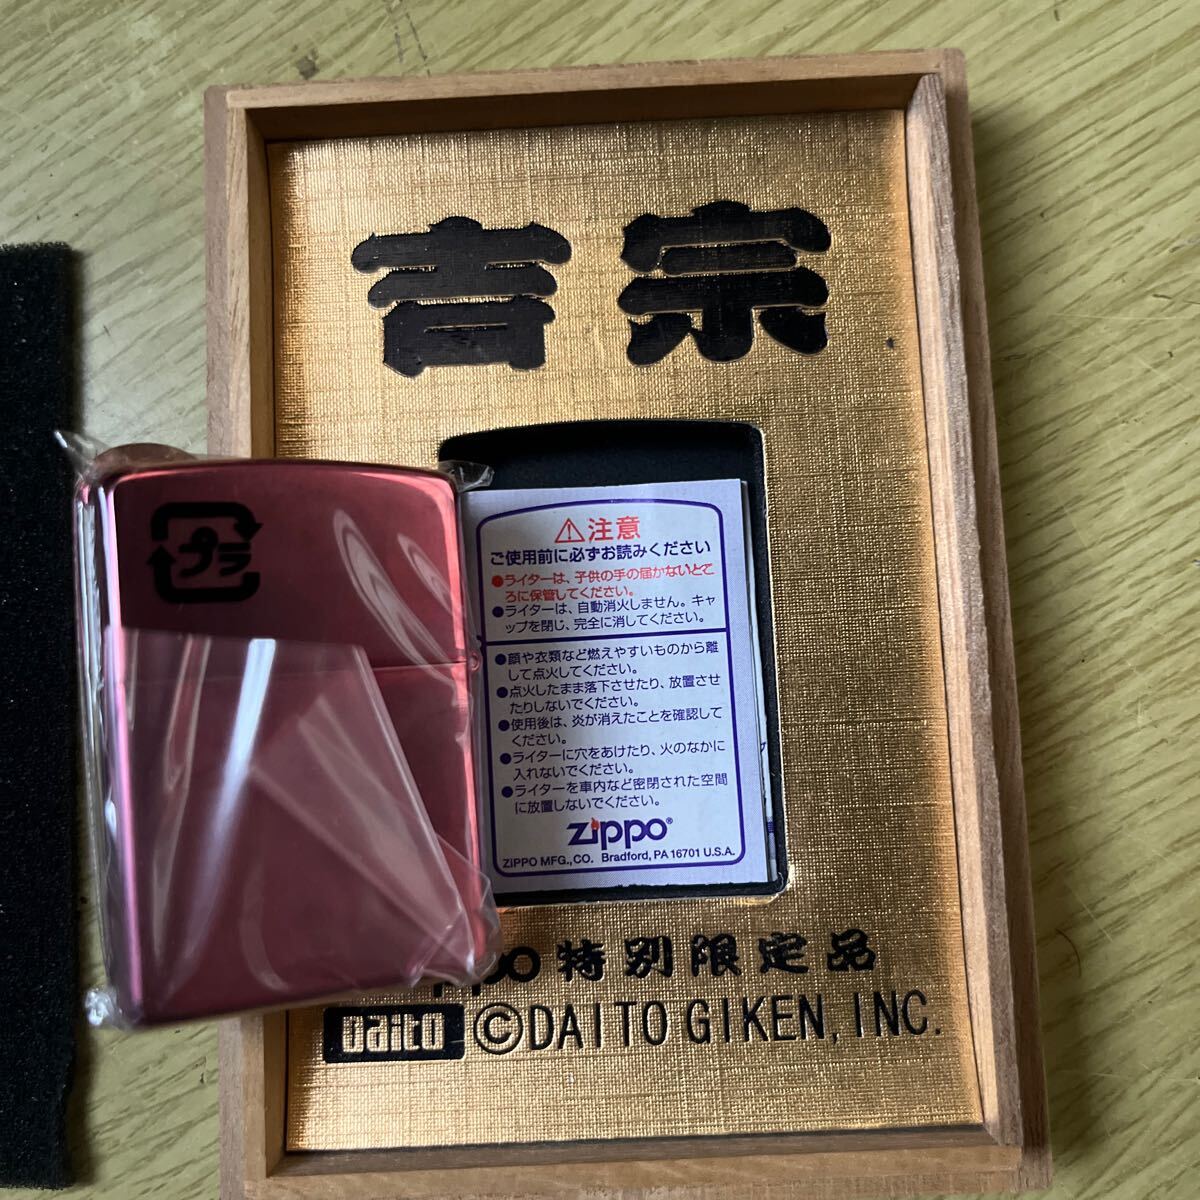 吉宗
プラ
⚠注意
ご使用前に必ずお読みください
●ライターは、子供の手の届かないとこ
ろに保管してください。
●ライターは、自動消火しません。キャ
ップを閉じ、完全に消してください。
●顔や衣類など燃えやすいものから離
して点火してください。
●点火したまま落下させたり、放置させ
たりしないでください。
●使用後は、炎が消えたことを確認して
ください。
●ライターに穴をあけたり、火のなかに
入れないでください。
●ライターを車内など密閉された空間
に放置しないでください。
zippo®
ZIPPO MFG.,CO. Bradford, PA 16701 U.S.A.
ppo 特別限定品
daito ©DAITO GIKEN, INC.